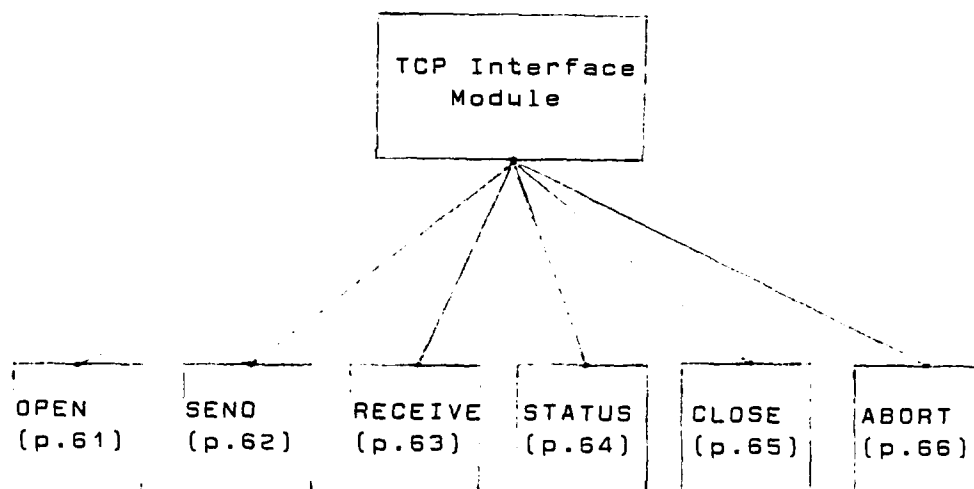 TCP Interface
Module
OPEN
(p.61)
SEND
(p.62)
RECEIVE
(p.63)
STATUS
(p.64)
CLOSE
(p.65)
ABORT
(p.66)